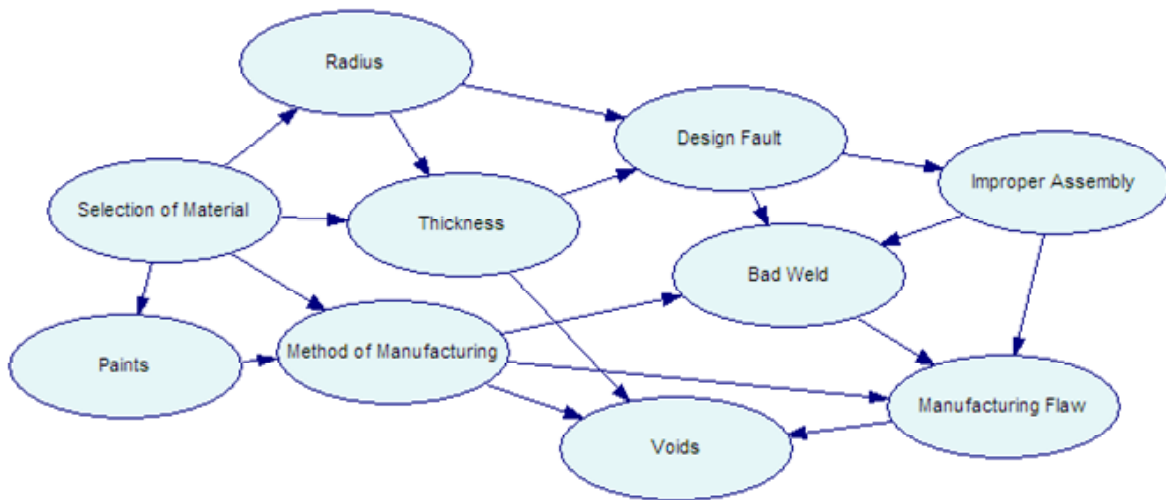 Radius
Design Fault
Improper Assembly
Selection of Material
Thickness
Bad Weld
Paints
Method of Manufacturing
Manufacturing Flaw
Voids